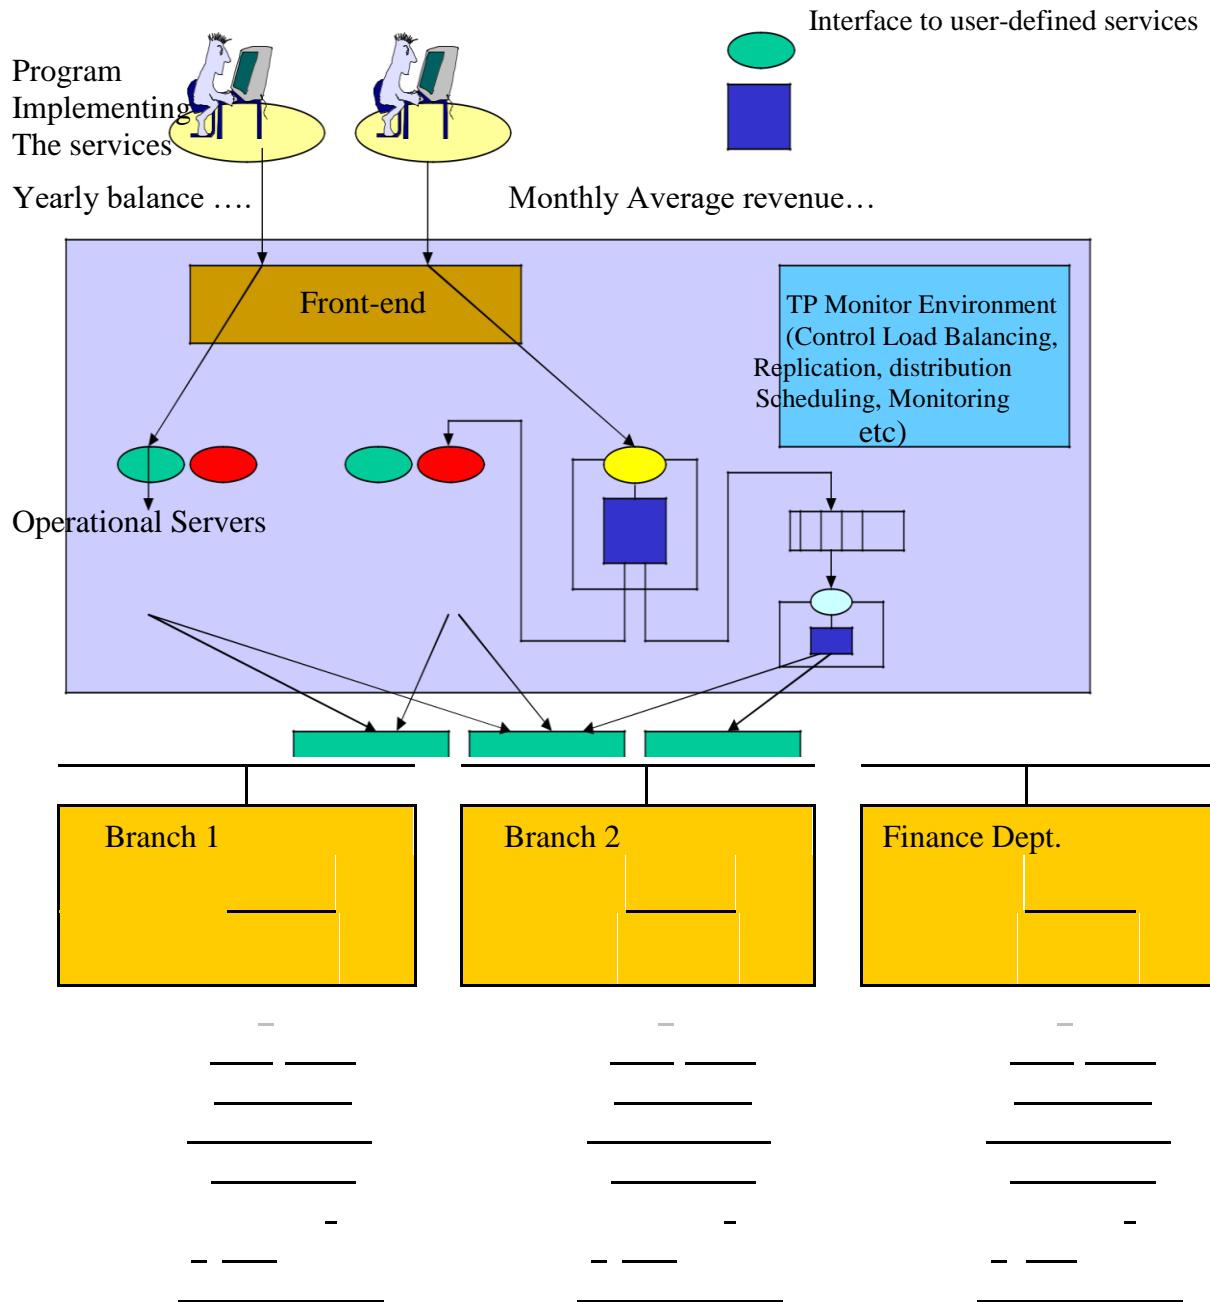 Interface to user-defined services
Program
Implementing
The services
Yearly balance ….
Monthly Average revenue…
Front-end
TP Monitor Environment
(Control Load Balancing,
Replication, distribution
Scheduling, Monitoring
etc)
Operational Servers
Branch 1
Branch 2
Finance Dept.